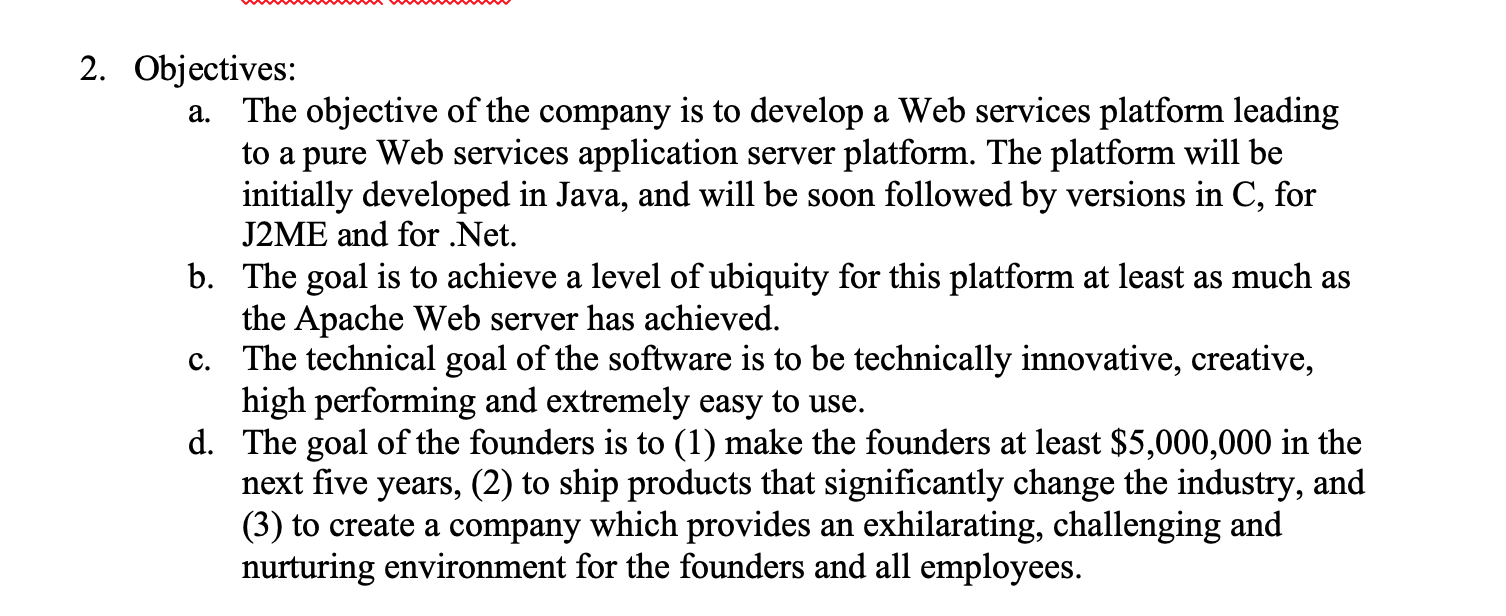 2. Objectives:
a. The objective of the company is to develop a Web services platform leading
to a pure Web services application server platform. The platform will be
initially developed in Java, and will be soon followed by versions in C, for
J2ME and for .Net.
b. The goal is to achieve a level of ubiquity for this platform at least as much as
the Apache Web server has achieved.
c. The technical goal of the software is to be technically innovative, creative,
high performing and extremely easy to use.
d. The goal of the founders is to (1) make the founders at least $5,000,000 in the
next five years, (2) to ship products that significantly change the industry, and
(3) to create a company which provides an exhilarating, challenging and
nurturing environment for the founders and all employees.